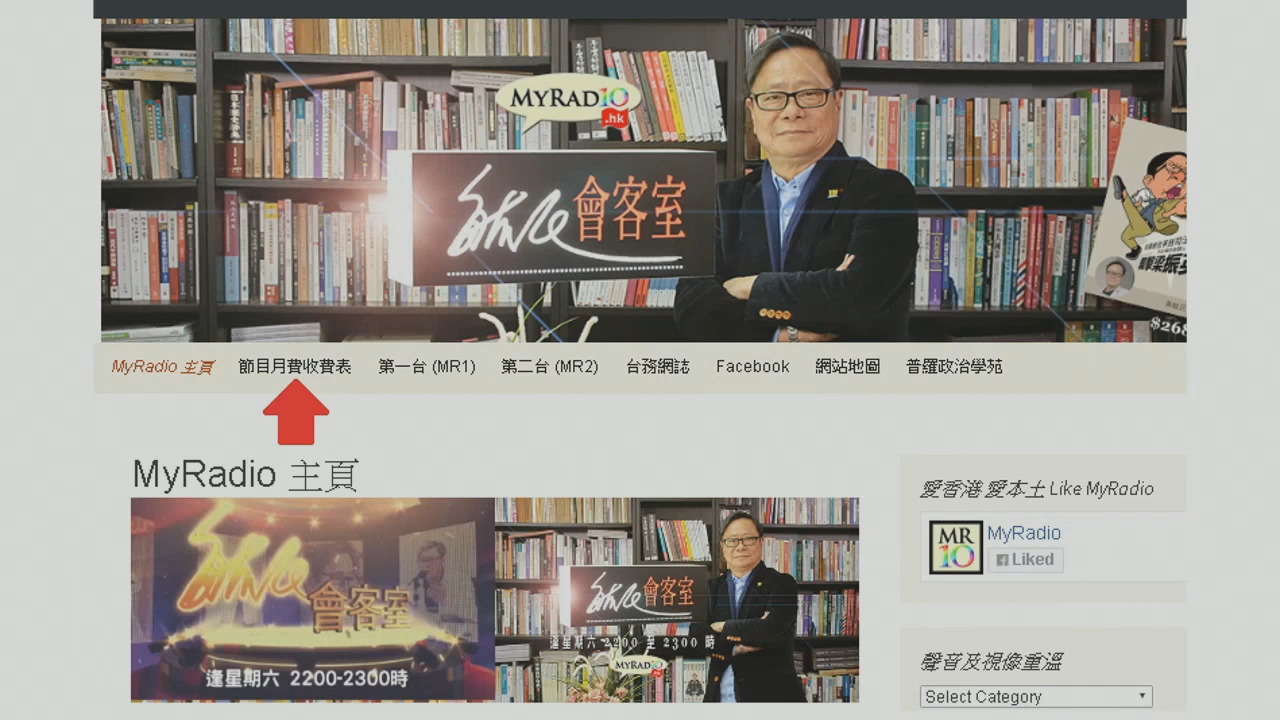 MYRAD10
.hk
會客室
$268
MyRadio 主頁 節目月費收費表 第一台 (MR1) 第二台 (MR2) 台務網誌 Facebook 網站地圖 普羅政治學苑
MyRadio 主頁
愛香港 愛本土 Like MyRadio
MR
10
MyRadio
Liked
會客室
逢星期六 2200-2300時
會客室
逢星期六 2200 至 2300 時
MYRAD10
聲音及視像重溫
Select Category